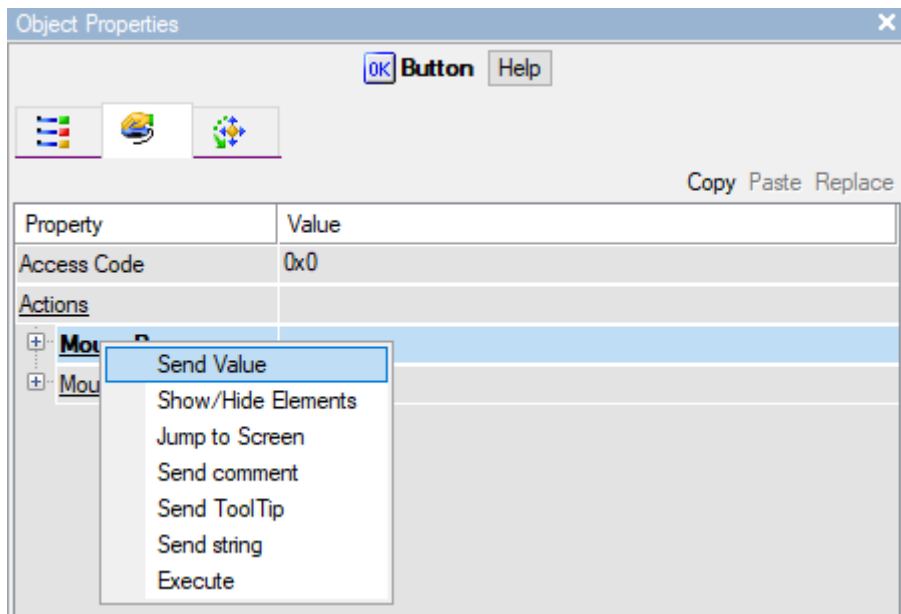 Object Properties
OK Button Help
Copy Paste Replace
Property Value
Access Code 0x0
Actions
Send Value
Show/Hide Elements
Jump to Screen
Send comment
Send ToolTip
Send string
Execute